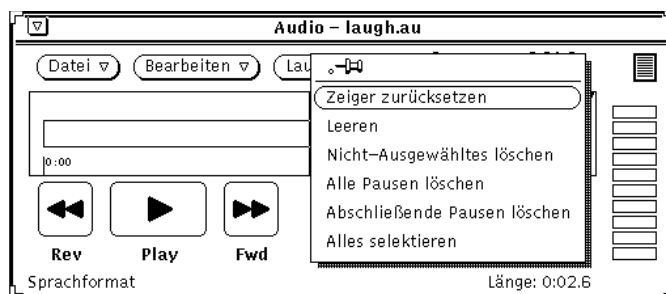 Audio – laugh.au
Datei Bearbeiten
Zeiger zurücksetzen
Leeren
Nicht–Ausgewähltes löschen
0:00
Alle Pausen löschen
Abschließende Pausen löschen
Alles selektieren
Rev Play Fwd
Sprachformat Länge: 0:02.6